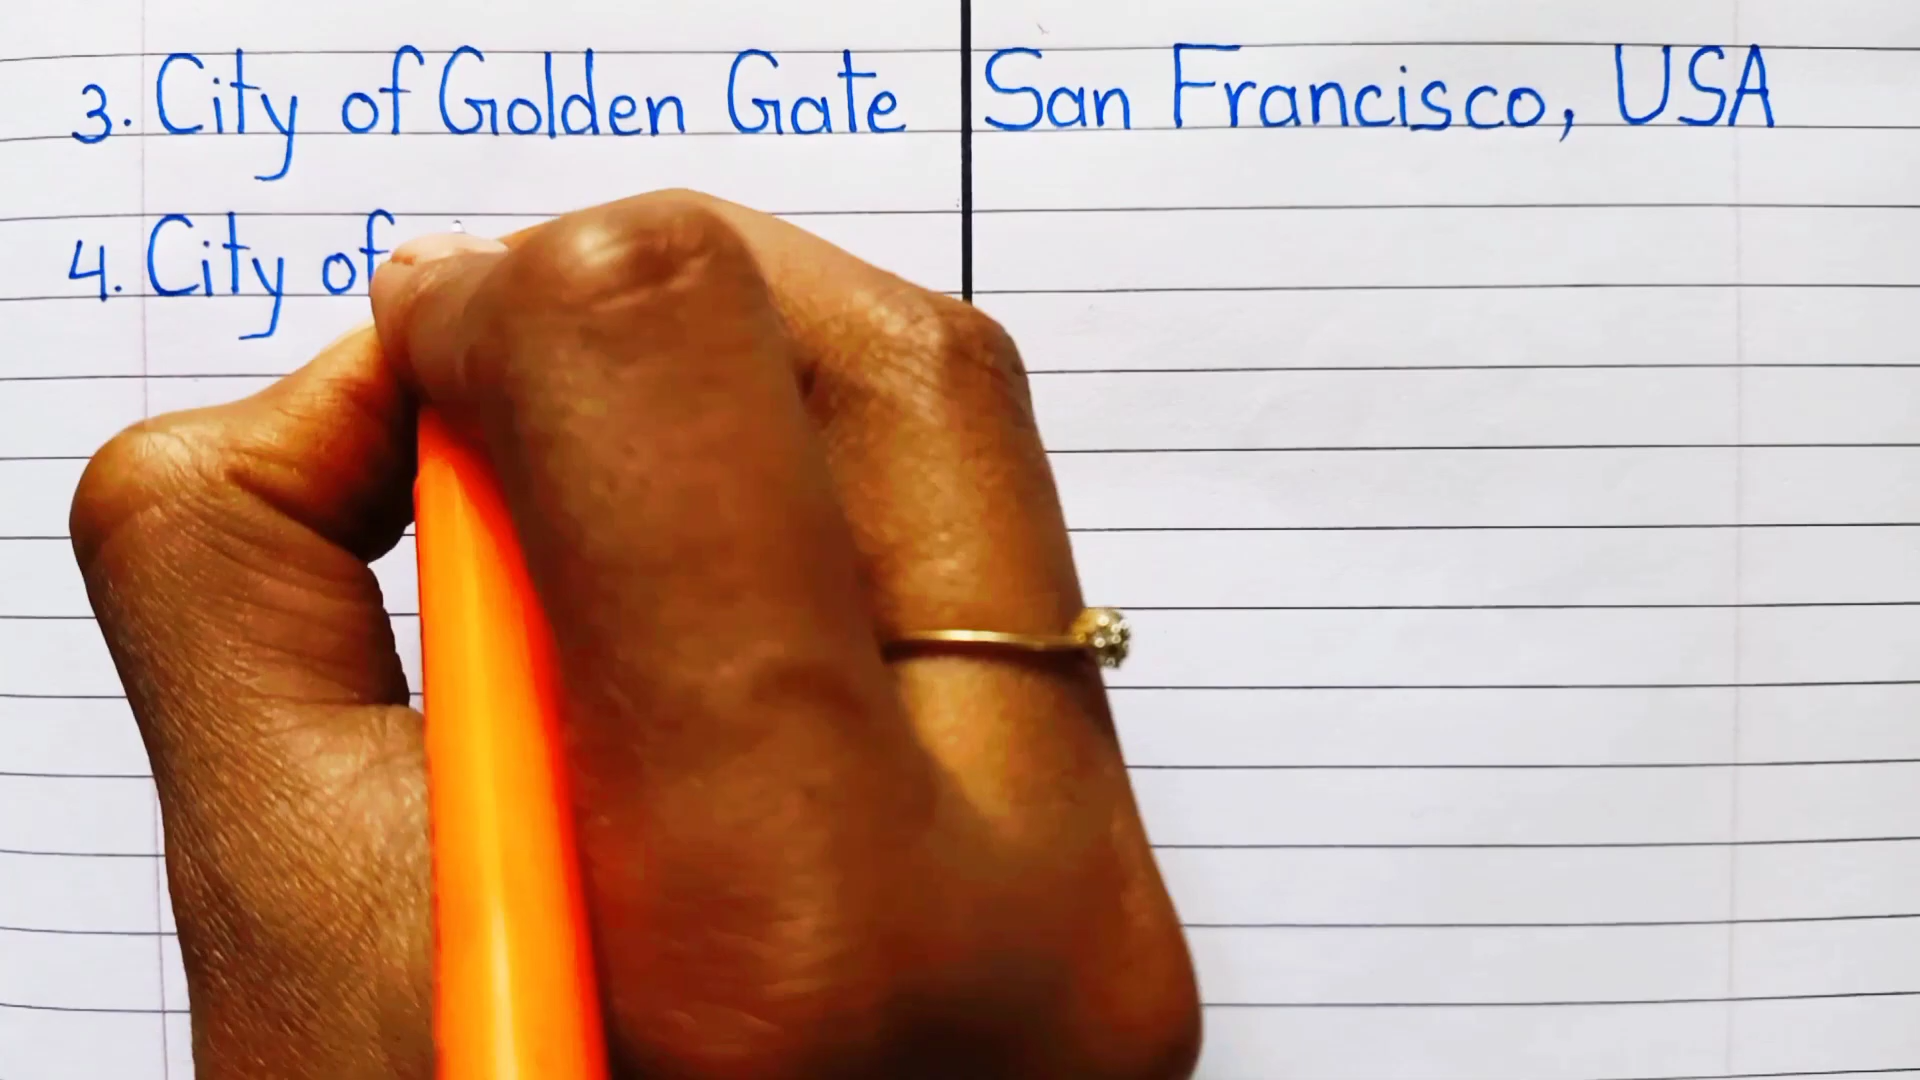 3. City of Golden Gate San Francisco, USA
4. City of